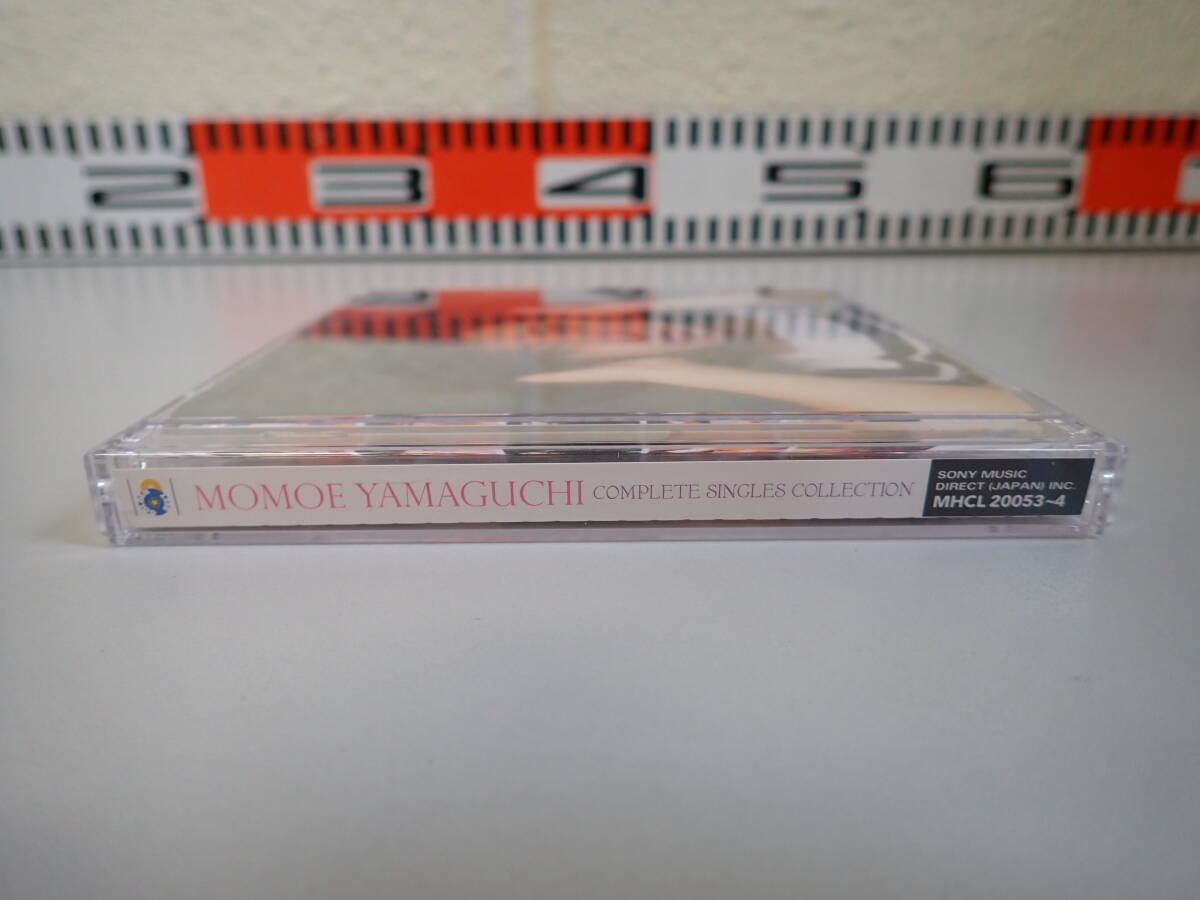 2 3 4 5 6
MOMOE YAMAGUCHI COMPLETE SINGLES COLLECTION
SONY MUSIC
DIRECT (JAPAN) INC.
MHCL 20053~4